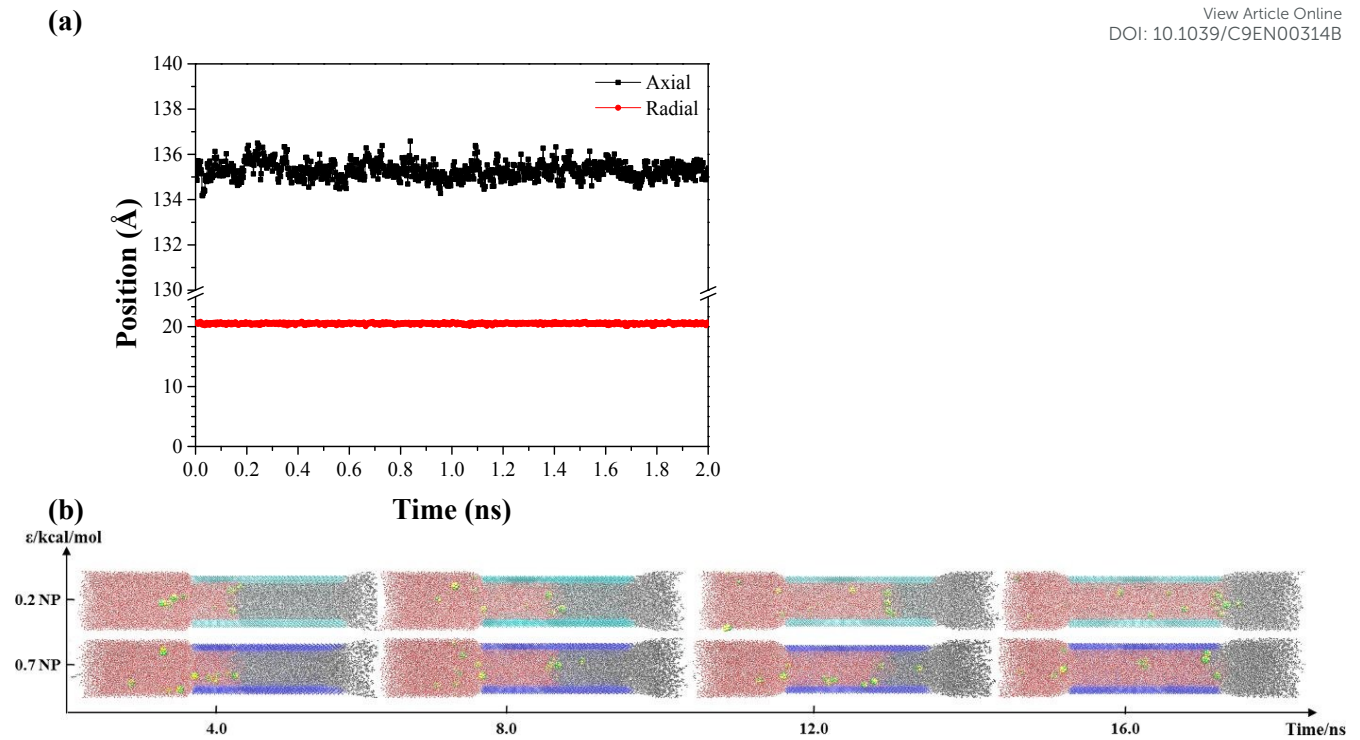 View Article Online
DOI: 10.1039/C9EN00314B
(a)
Axial
Radial
140
138
136
134
132
130
20
10
0
Position (Å)
0.0 0.2 0.4 0.6 0.8 1.0 1.2 1.4 1.6 1.8 2.0
Time (ns)
(b)
ε/kcal/mol
0.2 NP
0.7 NP
4.0 8.0 12.0 16.0 Time/ns